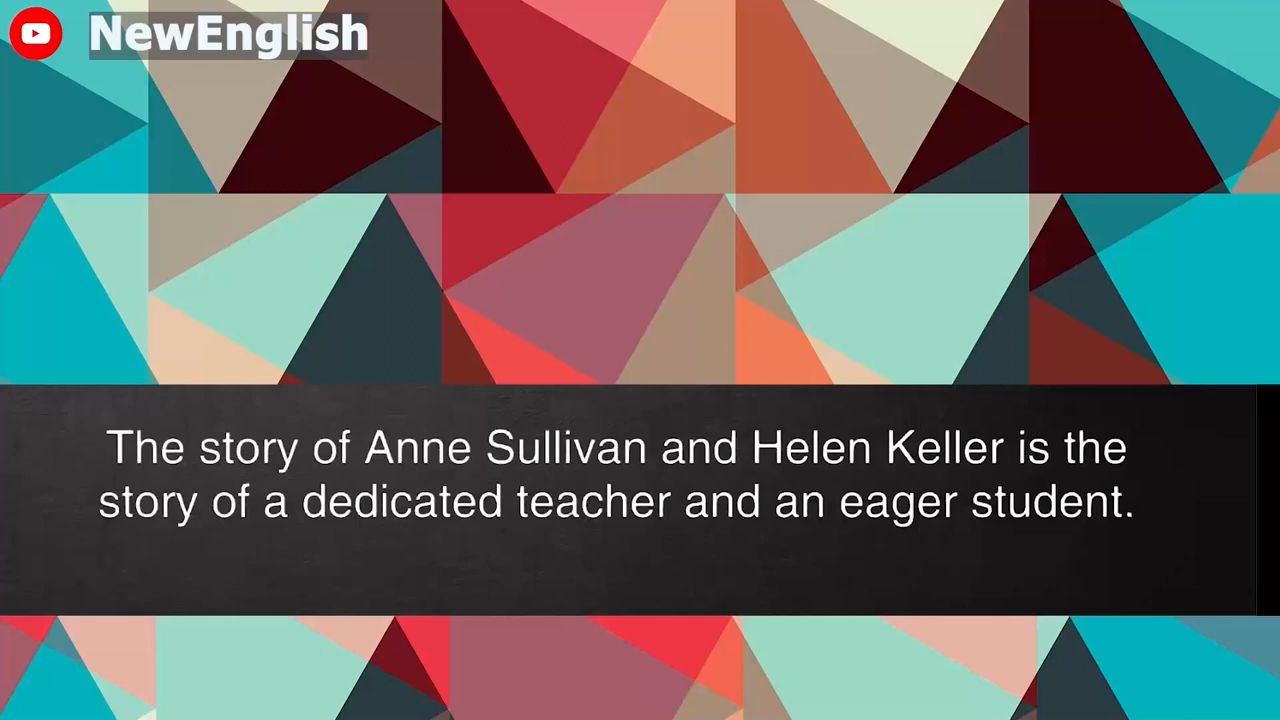 NewEnglish
The story of Anne Sullivan and Helen Keller is the
story of a dedicated teacher and an eager student.